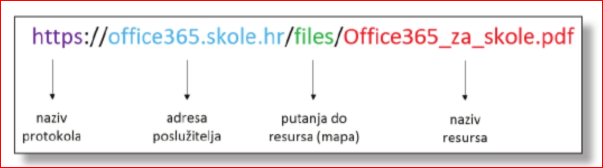 https://office365.skole.hr/files/Office365_za_skole.pdf
naziv protokola
adresa poslužitelja
putanja do resursa (mapa)
naziv resursa